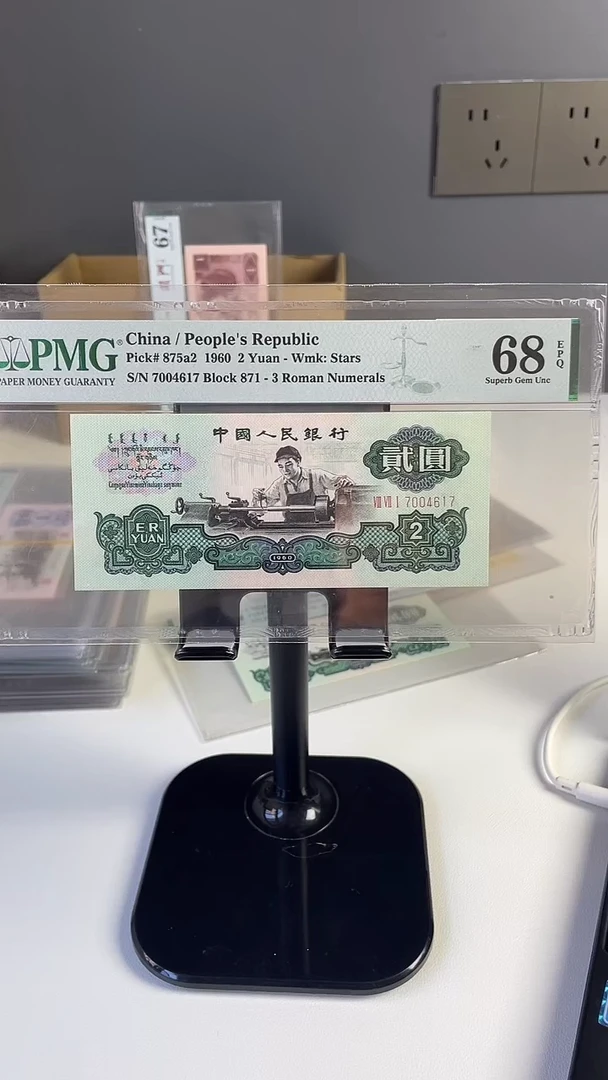 67
PMG
PAPER MONEY GUARANTY
China / People's Republic
Pick# 875a2 1960 2 Yuan - Wmk: Stars
S/N 7004617 Block 871 - 3 Roman Numerals
68
EPQ
Superb Gem Unc
中國人民銀行
貳圓
VIII VII I 7004617
ER
YUAN
1960
2